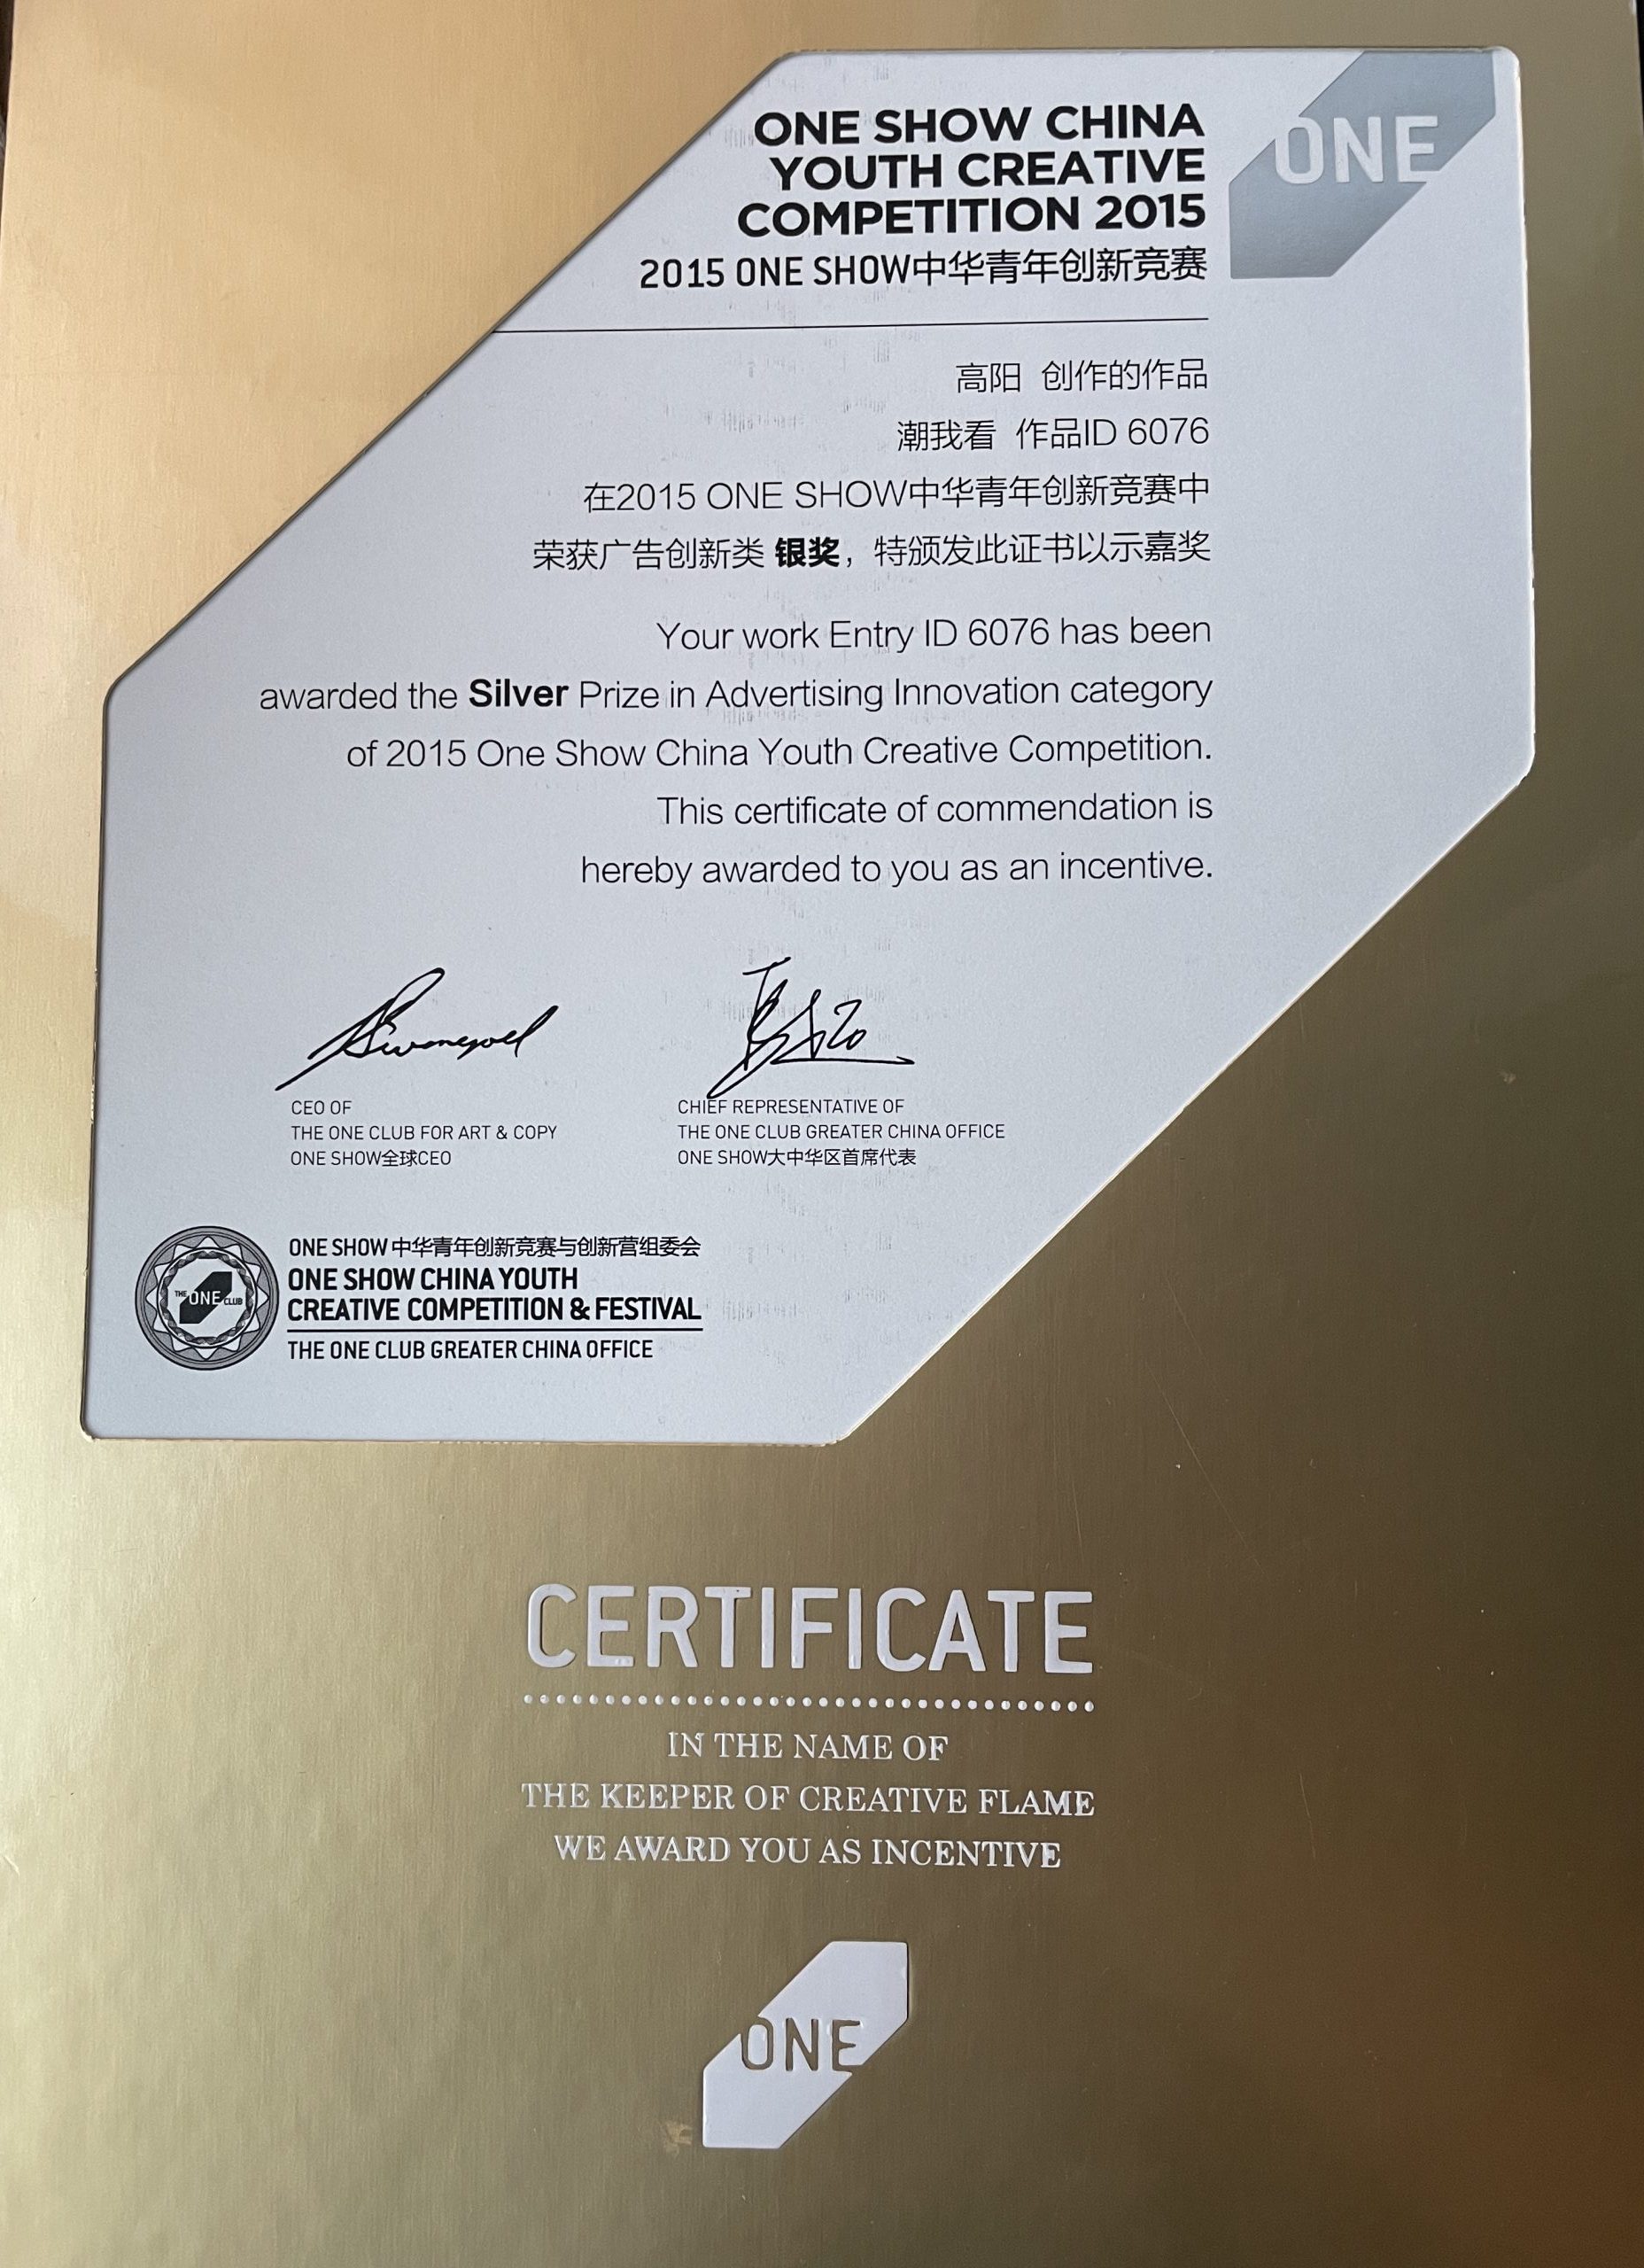 ONE SHOW CHINA
YOUTH CREATIVE
COMPETITION 2015
2015 ONE SHOW中华青年创新竞赛
ONE
高阳 创作的作品
潮我看 作品ID 6076
在2015 ONE SHOW中华青年创新竞赛中
荣获广告创新类 银奖，特颁发此证书以示嘉奖
Your work Entry ID 6076 has been
awarded the Silver Prize in Advertising Innovation category
of 2015 One Show China Youth Creative Competition.
This certificate of commendation is
hereby awarded to you as an incentive.
CEO OF
THE ONE CLUB FOR ART & COPY
ONE SHOW全球CEO
CHIEF REPRESENTATIVE OF
THE ONE CLUB GREATER CHINA OFFICE
ONE SHOW大中华区首席代表
THE ONE CLUB
ONE SHOW 中华青年创新竞赛与创新营组委会
ONE SHOW CHINA YOUTH
CREATIVE COMPETITION & FESTIVAL
THE ONE CLUB GREATER CHINA OFFICE
CERTIFICATE
IN THE NAME OF
THE KEEPER OF CREATIVE FLAME
WE AWARD YOU AS INCENTIVE
ONE